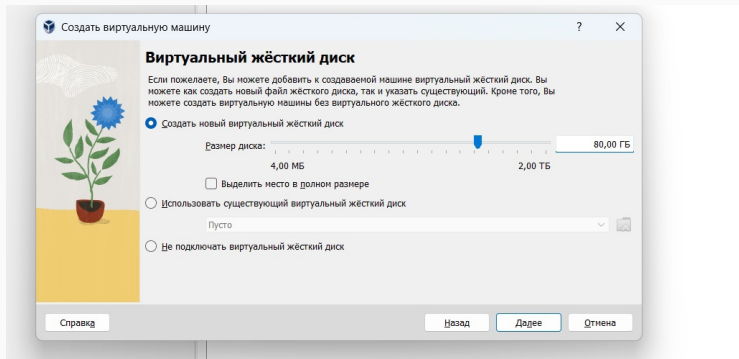 Создать виртуальную машину
Виртуальный жёсткий диск
Если пожелаете, Вы можете добавить к создаваемой машине виртуальный жёсткий диск. Вы
можете как создать новый файл жёсткого диска, так и указать существующий. Кроме того, Вы
можете создать виртуальную машины без виртуального жёсткого диска.
Создать новый виртуальный жёсткий диск
Размер диска: 80,00 ГБ
4,00 МБ 2,00 ТБ
Выделить место в полном размере
Использовать существующий виртуальный жёсткий диск
Пусто
Не подключать виртуальный жёсткий диск
Справка Назад Далее Отмена